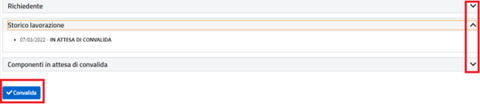 Richiedente
Storico lavorazione
07/03/2022 - IN ATTESA DI CONVALIDA
Componenti in attesa di convalida
Convalida